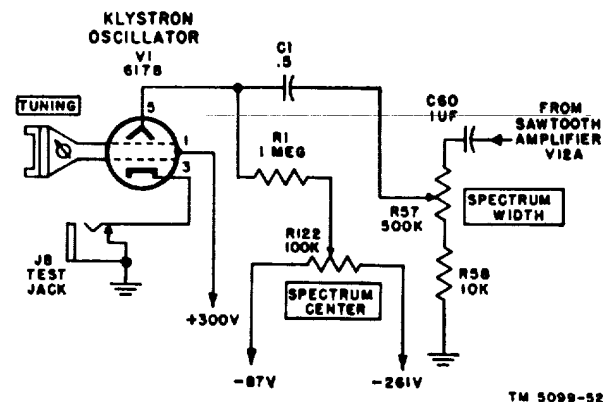 KLYSTRON
OSCILLATOR
V1
6178
TUNING
5
1
3
J8
TEST
JACK
+300V
C1
.5
R1
1 MEG
R122
100K
SPECTRUM
CENTER
-87V
-261V
C60
1UF
FROM
SAWTOOTH
AMPLIFIER
V12A
R57
500K
SPECTRUM
WIDTH
R58
10K
TM 5099-52